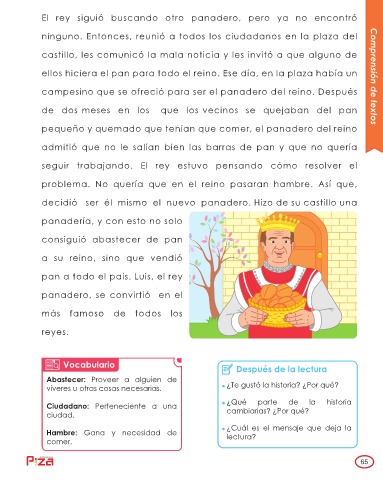 El rey siguió buscando otro panadero, pero ya no encontró
ninguno. Entonces, reunió a todos los ciudadanos en la plaza del
castillo, les comunicó la mala noticia y les invitó a que alguno de
ellos hiciera el pan para todo el reino. Ese día, en la plaza había un
campesino que se ofreció para ser el panadero del reino. Después
de dos meses en los que los vecinos se quejaban del pan
pequeño y quemado que tenían que comer, el panadero del reino
admitió que no le salían bien las barras de pan y que no quería
seguir trabajando. El rey estuvo pensando cómo resolver el
problema. No quería que en el reino pasaran hambre. Así que,
decidió ser él mismo el nuevo panadero. Hizo de su castillo una
panadería, y con esto no solo
consiguió abastecer de pan
a su reino, sino que vendió
pan a todo el país. Luis, el rey
panadero, se convirtió en el
más famoso de todos los
reyes.
Comprensión de textos
Vocabulario
Abastecer: Proveer a alguien de
víveres u otras cosas necesarias.
Ciudadano: Perteneciente a una
ciudad.
Hambre: Gana y necesidad de
comer.
Después de la lectura
• ¿Te gustó la historia? ¿Por qué?
• ¿Qué parte de la historia
cambiarías? ¿Por qué?
• ¿Cuál es el mensaje que deja la
lectura?
Piza
65